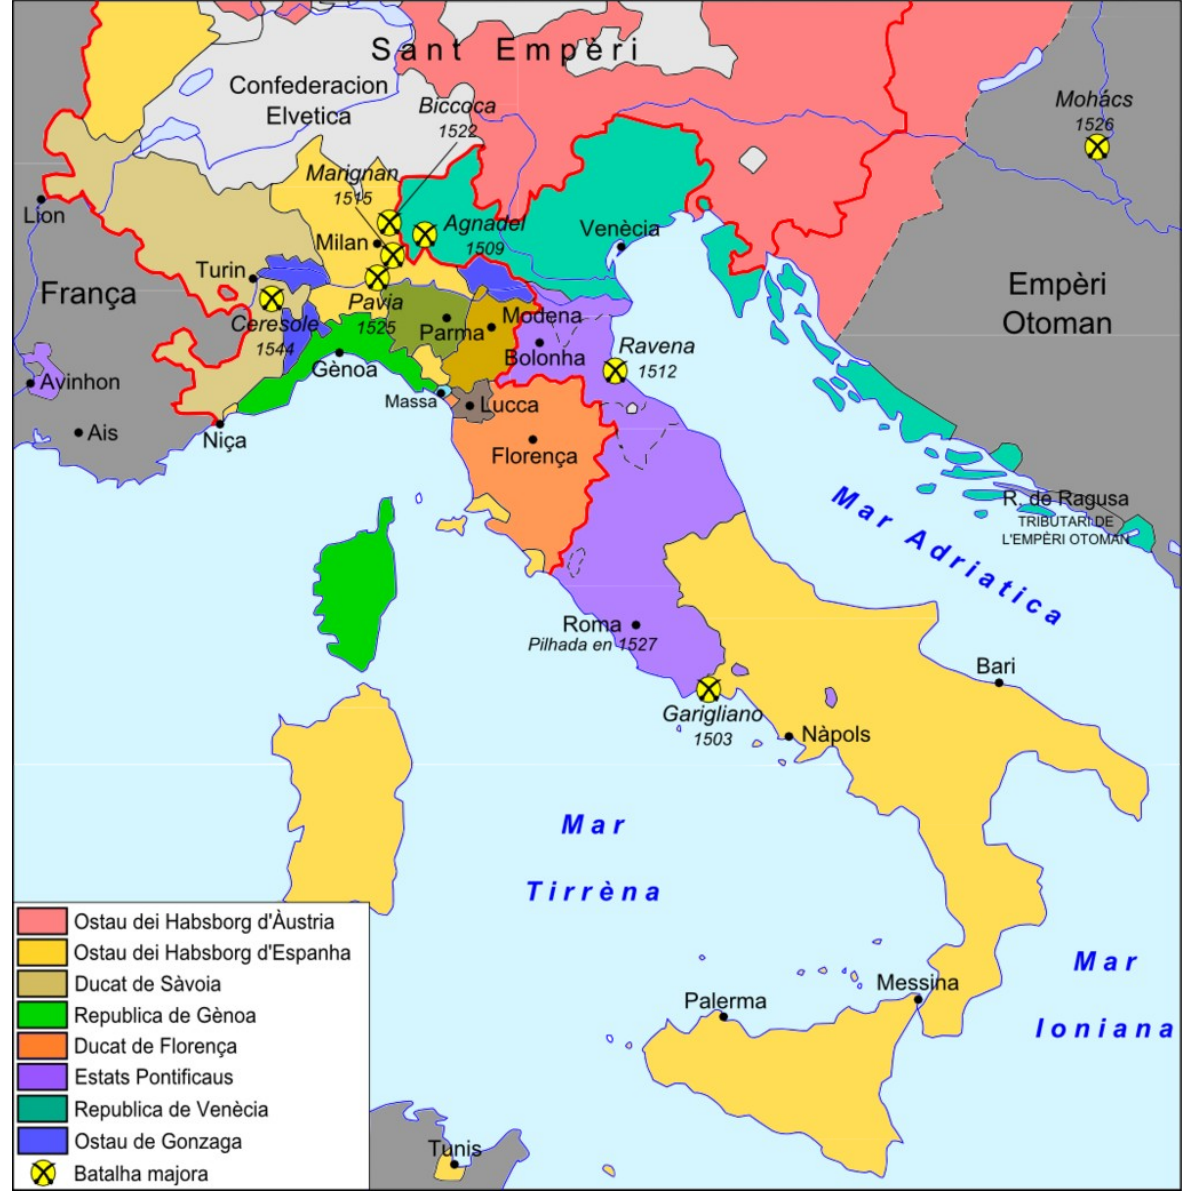 Sant Empèri
Confederacion
Elvetica
Biccoca
1522
Mohács
1526
Marignan
1515
Lion
Agnadel
1509
Milan
Venècia
Turin
França
Empèri
Otoman
Pavia
1525
Ceresole
1544
Parma
Modena
Bolonha
Ravena
1512
Gènoa
Avinhon
Massa
Lucca
Niça
Ais
Florença
R. de Ragusa
TRIBUTARI DE
L'EMPÈRI OTOMAN
Mar Adriatica
Roma
Pilhada en 1527
Bari
Garigliano
1503
Nàpols
Mar
Tirrèna
Mar
Ioniana
Messina
Palerma
Tunis
Ostau dei Habsborg d'Àustria
Ostau dei Habsborg d'Espanha
Ducat de Sàvoia
Republica de Gènoa
Ducat de Florença
Estats Pontificaus
Republica de Venècia
Ostau de Gonzaga
Batalha majora